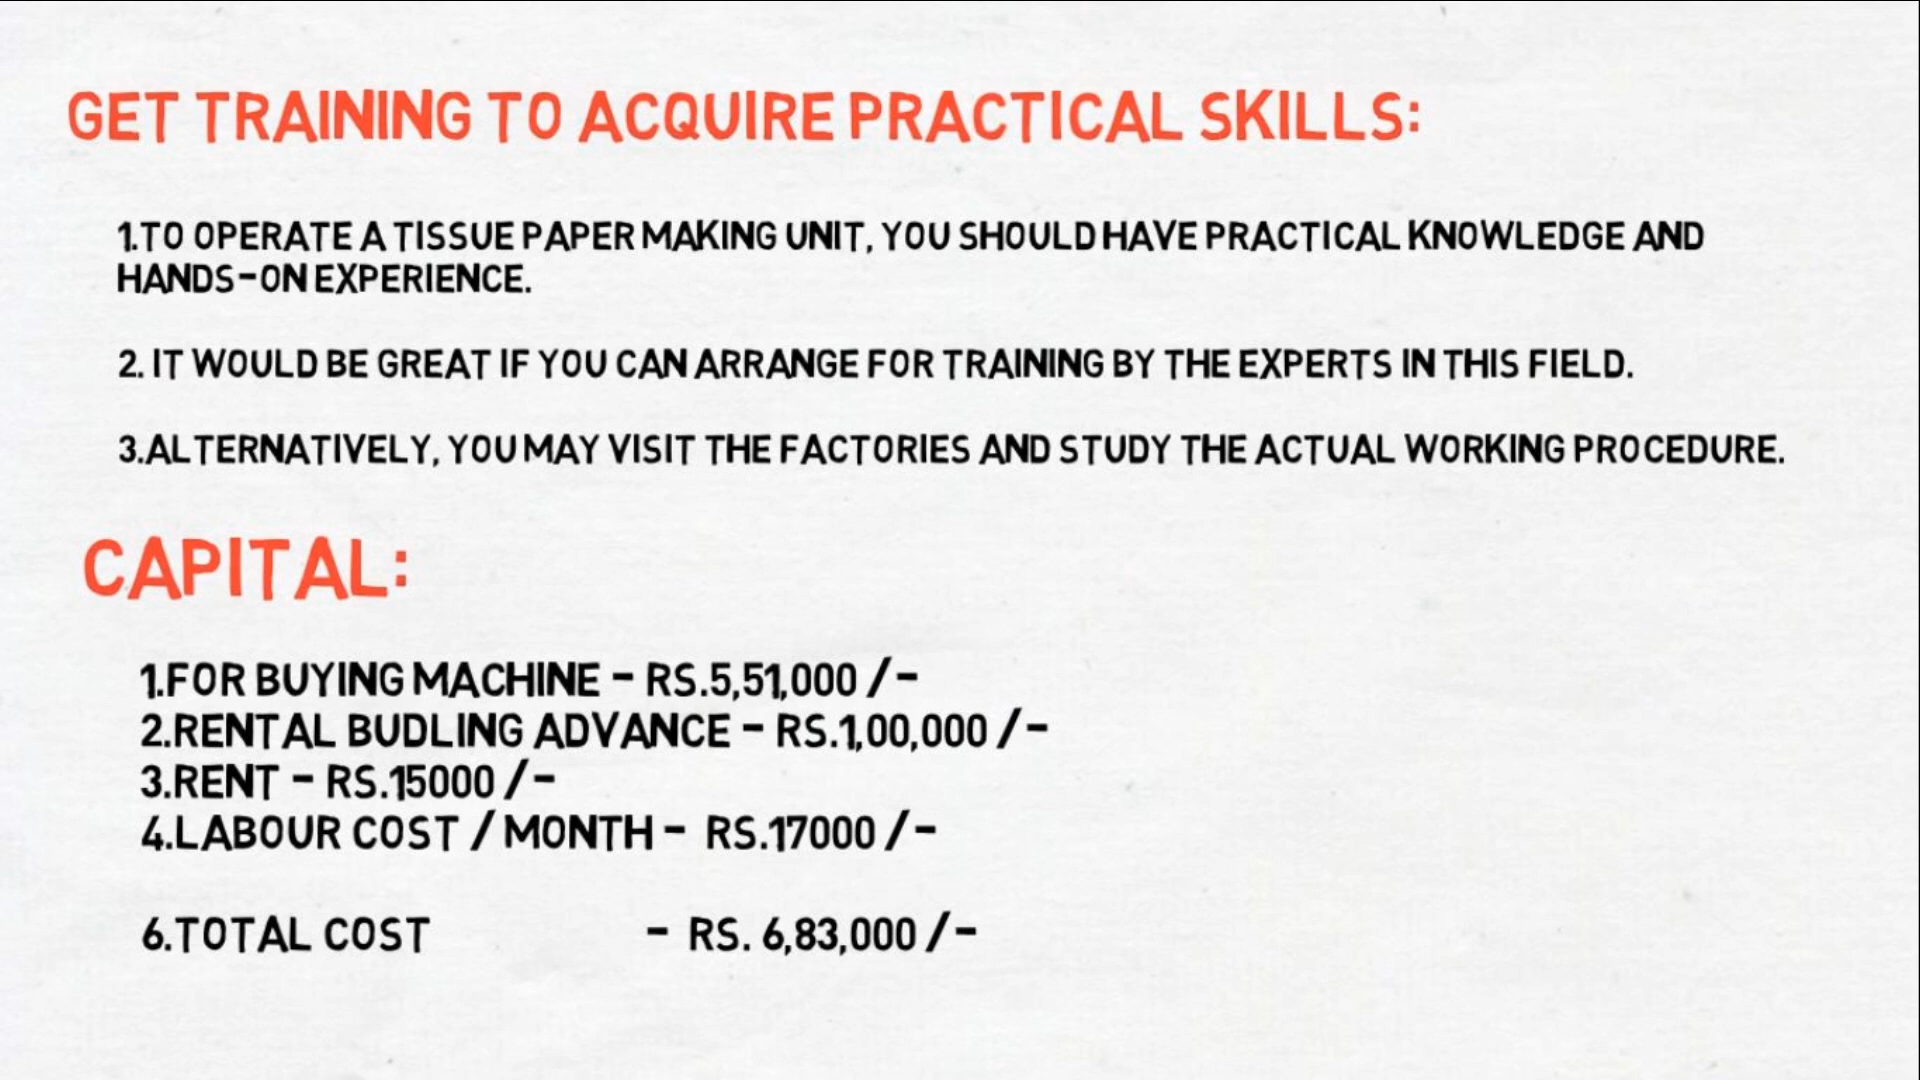 GET TRAINING TO ACQUIRE PRACTICAL SKILLS:
1.TO OPERATE A TISSUE PAPER MAKING UNIT, YOU SHOULD HAVE PRACTICAL KNOWLEDGE AND
HANDS-ON EXPERIENCE.
2. IT WOULD BE GREAT IF YOU CAN ARRANGE FOR TRAINING BY THE EXPERTS IN THIS FIELD.
3.ALTERNATIVELY, YOU MAY VISIT THE FACTORIES AND STUDY THE ACTUAL WORKING PROCEDURE.
CAPITAL:
1.FOR BUYING MACHINE - RS.5,51,000 /-
2.RENTAL BUDLING ADVANCE - RS.1,00,000 /-
3.RENT - RS.15000 /-
4.LABOUR COST / MONTH - RS.17000 /-
6.TOTAL COST - RS. 6,83,000 /-